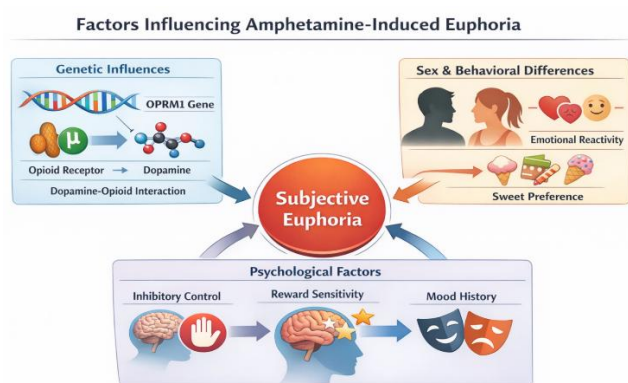 Factors Influencing Amphetamine-Induced Euphoria
Genetic Influences
OPRM1 Gene
μ
Opioid Receptor → Dopamine
Dopamine-Opioid Interaction
Sex & Behavioral Differences
Emotional Reactivity
Sweet Preference
Subjective
Euphoria
Psychological Factors
Inhibitory Control
Reward Sensitivity
Mood History